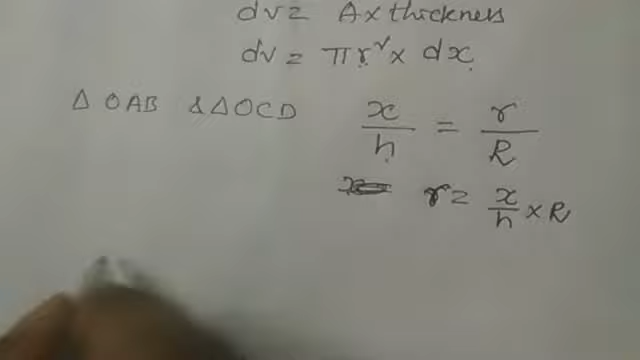 dv = A x thickness
dv = πr² x dx
Δ OAB & Δ OCD x/h = r/R
r = x/h x R